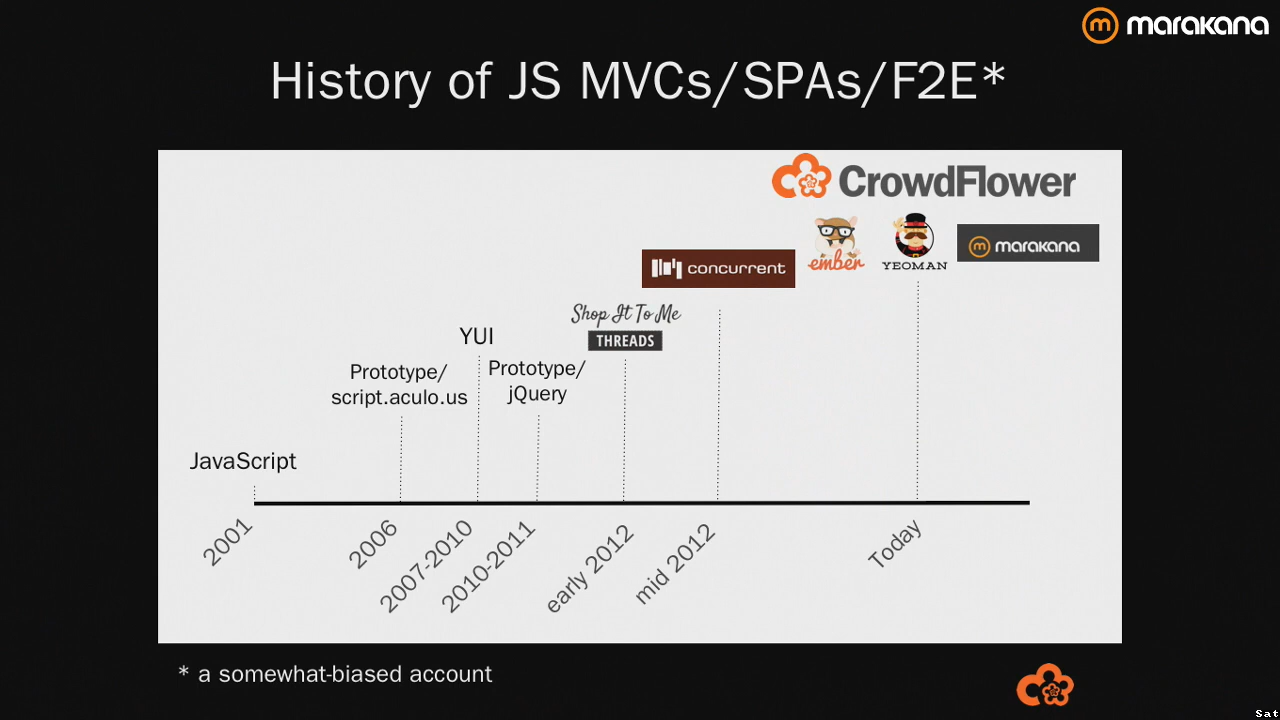 marakana
History of JS MVCs/SPAs/F2E*
CrowdFlower
ember
YEOMAN
marakana
concurrent
Shop It To Me
THREADS
YUI
Prototype/
script.aculo.us
Prototype/
jQuery
JavaScript
2001
2006
2007-2010
2010-2011
early 2012
mid 2012
Today
* a somewhat-biased account
Sat